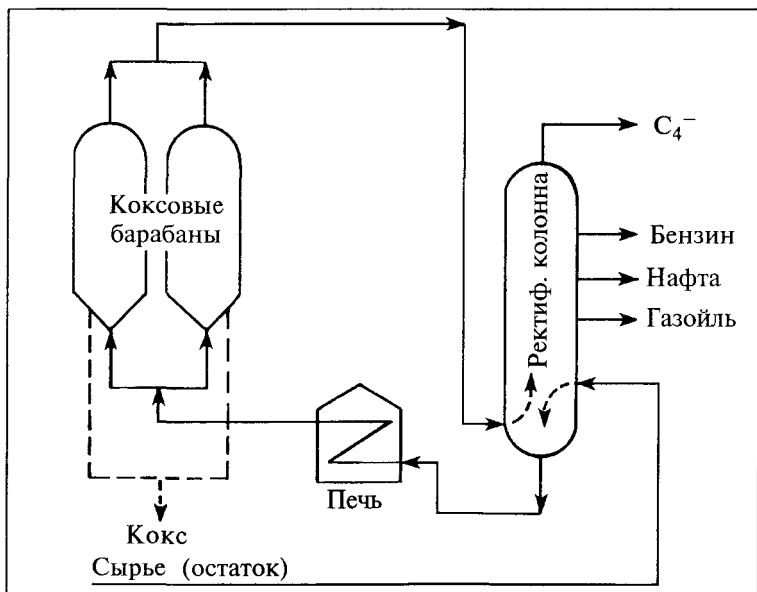 C₄⁻
Коксовые
барабаны
Ректиф. колонна
Бензин
Нафта
Газойль
Печь
Кокс
Сырье (остаток)